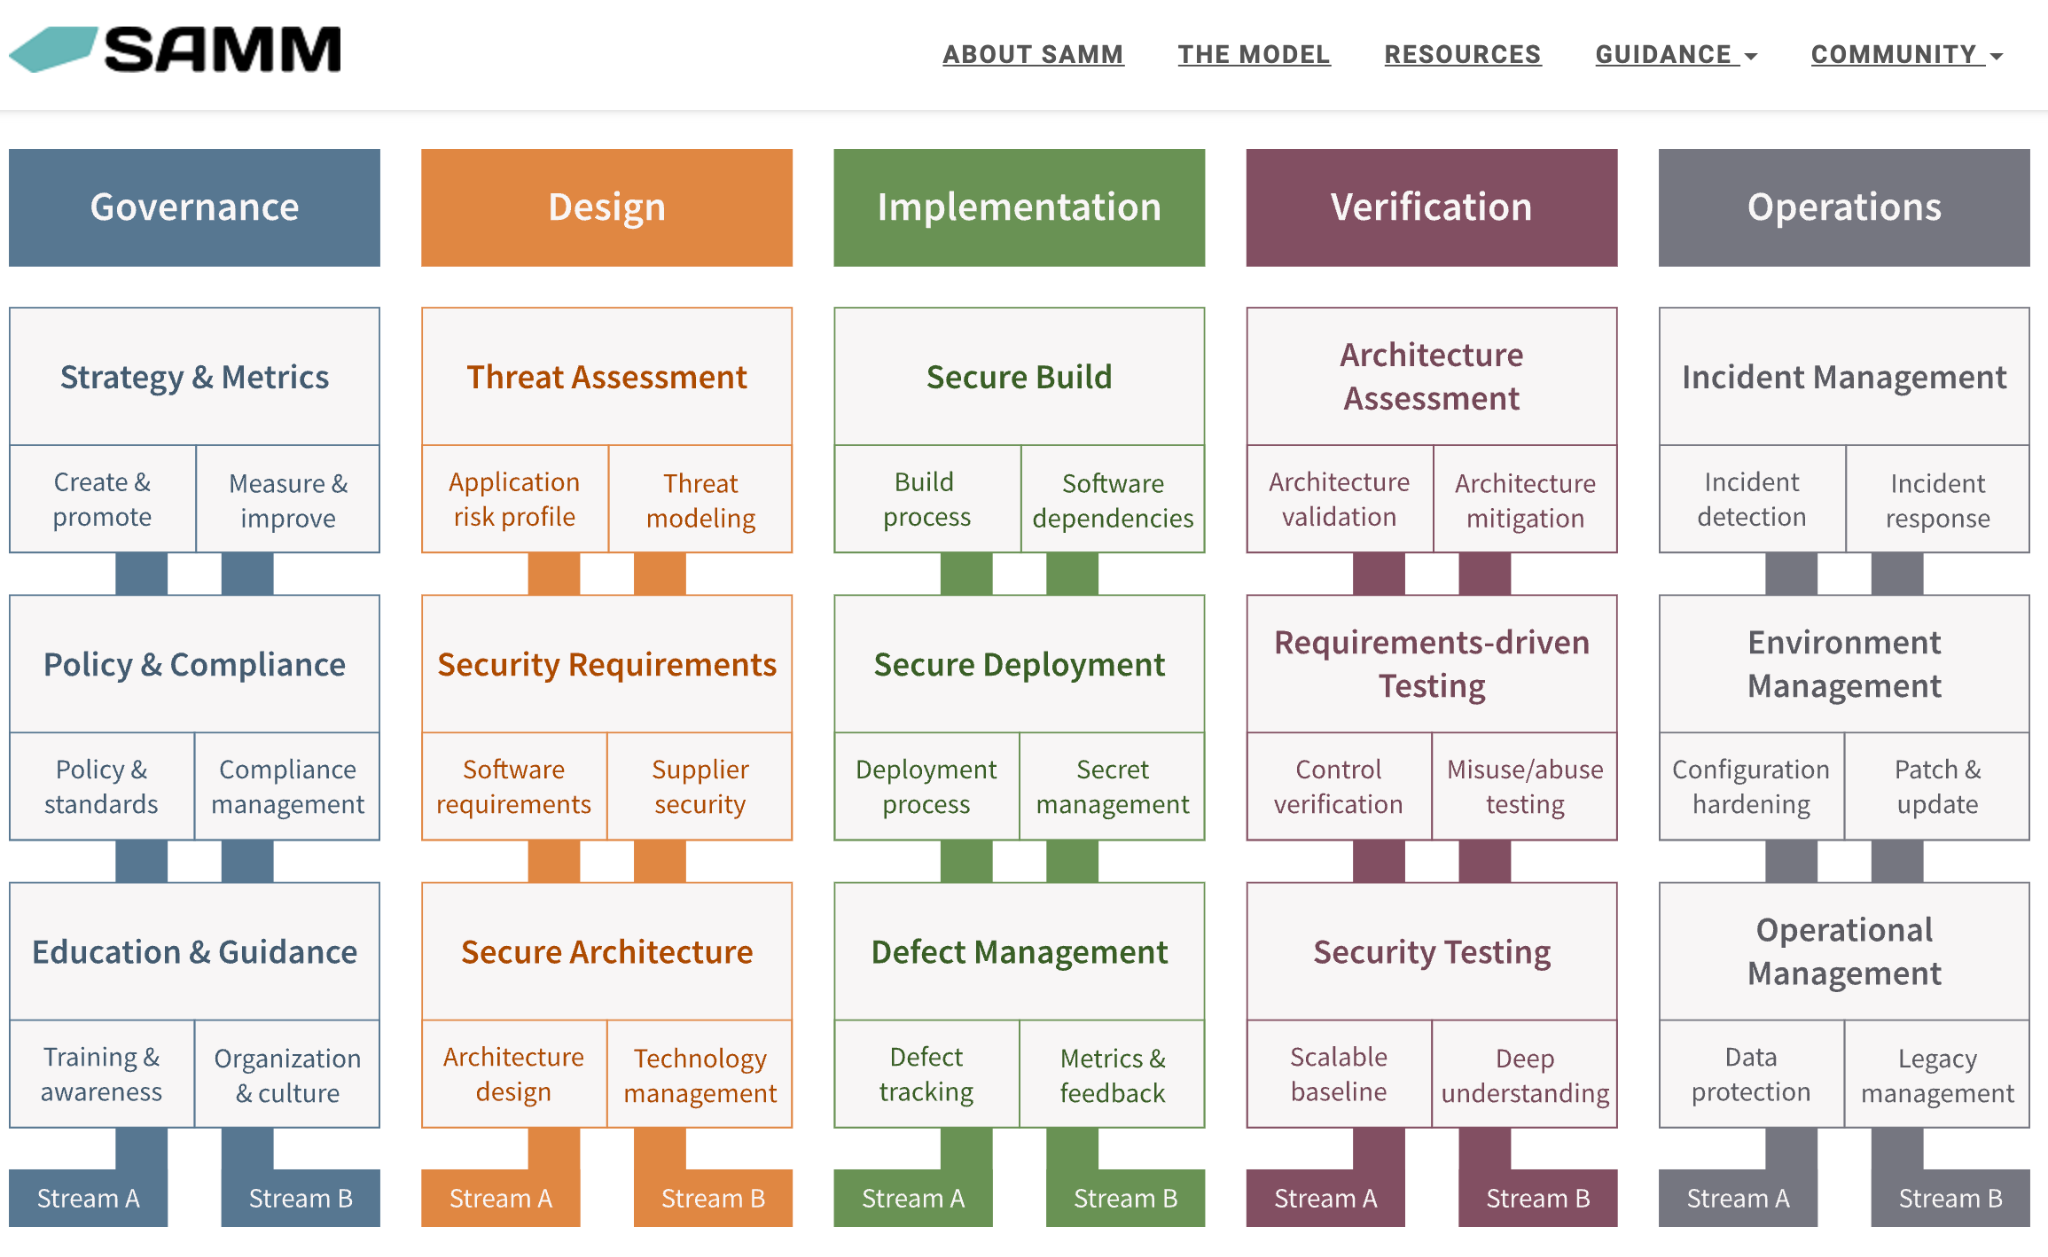 SAMM
ABOUT SAMM
THE MODEL
RESOURCES
GUIDANCE
COMMUNITY
Governance
Design
Implementation
Verification
Operations
Strategy & Metrics
Create &
promote
Measure &
improve
Threat Assessment
Application
risk profile
Threat
modeling
Secure Build
Build
process
Software
dependencies
Architecture
Assessment
Architecture
validation
Architecture
mitigation
Incident Management
Incident
detection
Incident
response
Policy & Compliance
Policy &
standards
Compliance
management
Security Requirements
Software
requirements
Supplier
security
Secure Deployment
Deployment
process
Secret
management
Requirements-driven
Testing
Control
verification
Misuse/abuse
testing
Environment
Management
Configuration
hardening
Patch &
update
Education & Guidance
Training &
awareness
Organization
& culture
Secure Architecture
Architecture
design
Technology
management
Defect Management
Defect
tracking
Metrics &
feedback
Security Testing
Scalable
baseline
Deep
understanding
Operational
Management
Data
protection
Legacy
management
Stream A
Stream B
Stream A
Stream B
Stream A
Stream B
Stream A
Stream B
Stream A
Stream B